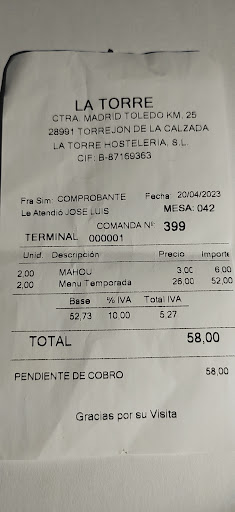 LA TORRE
CTRA. MADRID TOLEDO KM. 25
28991 TORREJON DE LA CALZADA
LA TORRE HOSTELERIA, S.L.
CIF: B-87169363
Fra Sim: COMPROBANTE Fecha: 20/04/2023
Le Atendió JOSE LUIS MESA: 042
COMANDA Nº: 399
TERMINAL 000001
Unid. Descripción Precio Importe
2,00 MAHOU 3,00 6,00
2,00 Menu Temporada 26,00 52,00
Base % IVA Total IVA
52,73 10,00 5,27
TOTAL 58,00
PENDIENTE DE COBRO 58,00
Gracias por su Visita